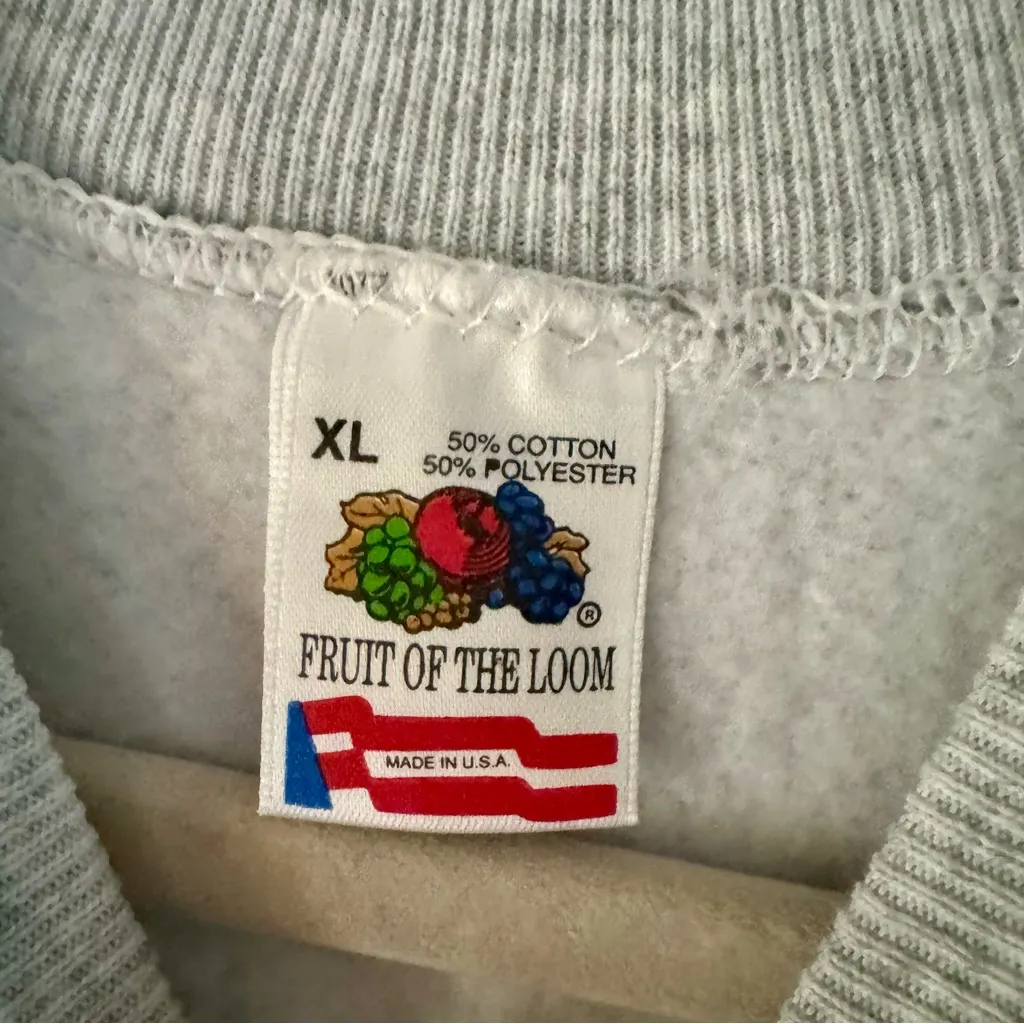 XL
50% COTTON
50% POLYESTER
®
FRUIT OF THE LOOM
MADE IN U.S.A.